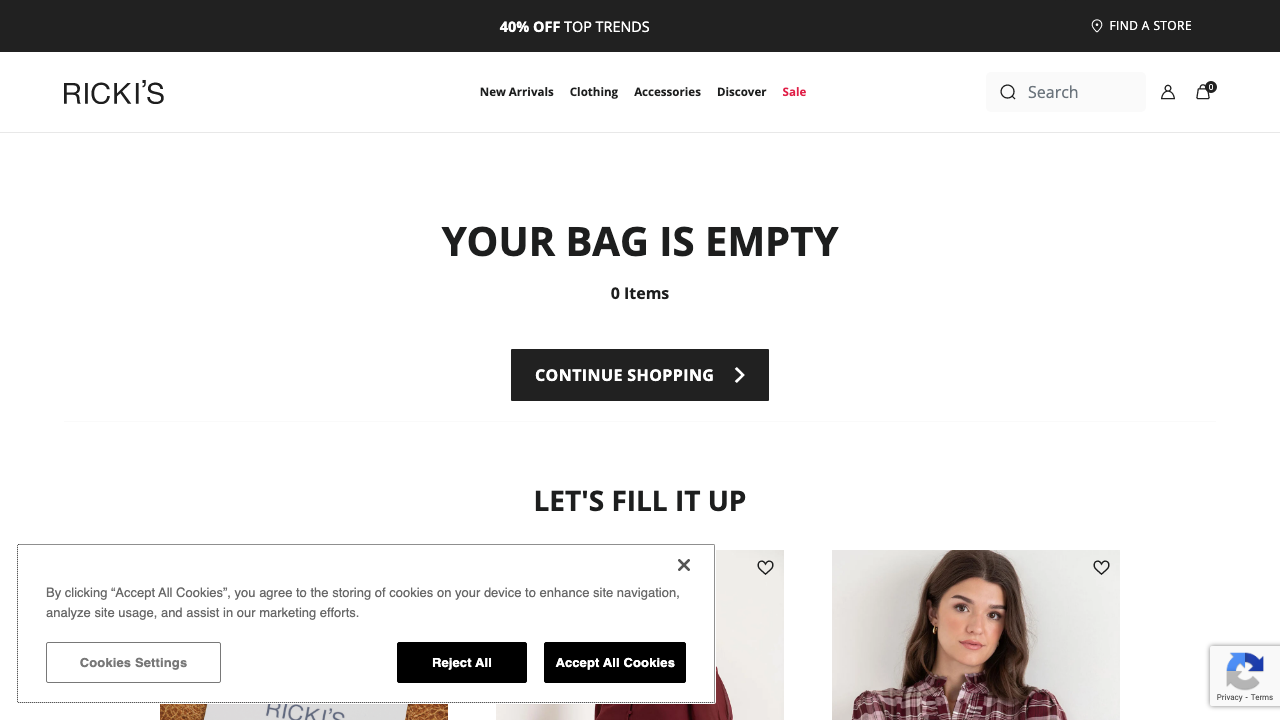 40% OFF TOP TRENDS
FIND A STORE
RICKI'S
New Arrivals Clothing Accessories Discover Sale
Search
0
YOUR BAG IS EMPTY
0 Items
CONTINUE SHOPPING
LET'S FILL IT UP
By clicking “Accept All Cookies”, you agree to the storing of cookies on your device to enhance site navigation,
analyze site usage, and assist in our marketing efforts.
Cookies Settings
Reject All
Accept All Cookies
RICKI'S
Privacy - Terms